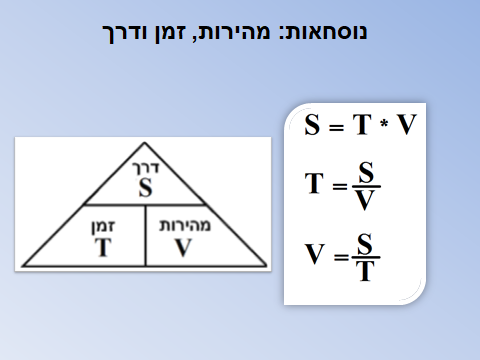 נוסחאות: מהירות, זמן ודרך
דרך
S
זמן
T
מהירות
V
S = T * V
T = S/V
V = S/T